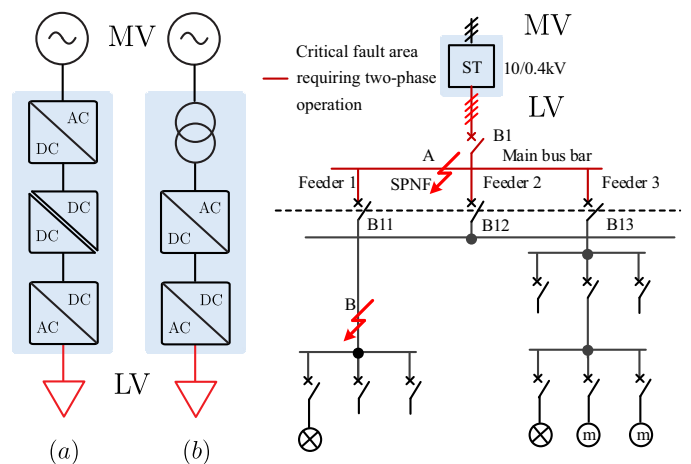 MV
AC
DC
DC
DC
DC
AC
LV
(a)
AC
DC
DC
AC
(b)
Critical fault area
requiring two-phase
operation
MV
ST
10/0.4kV
LV
B1
A
Main bus bar
SPNF
Feeder 1
Feeder 2
Feeder 3
B11
B12
B13
B
m
m